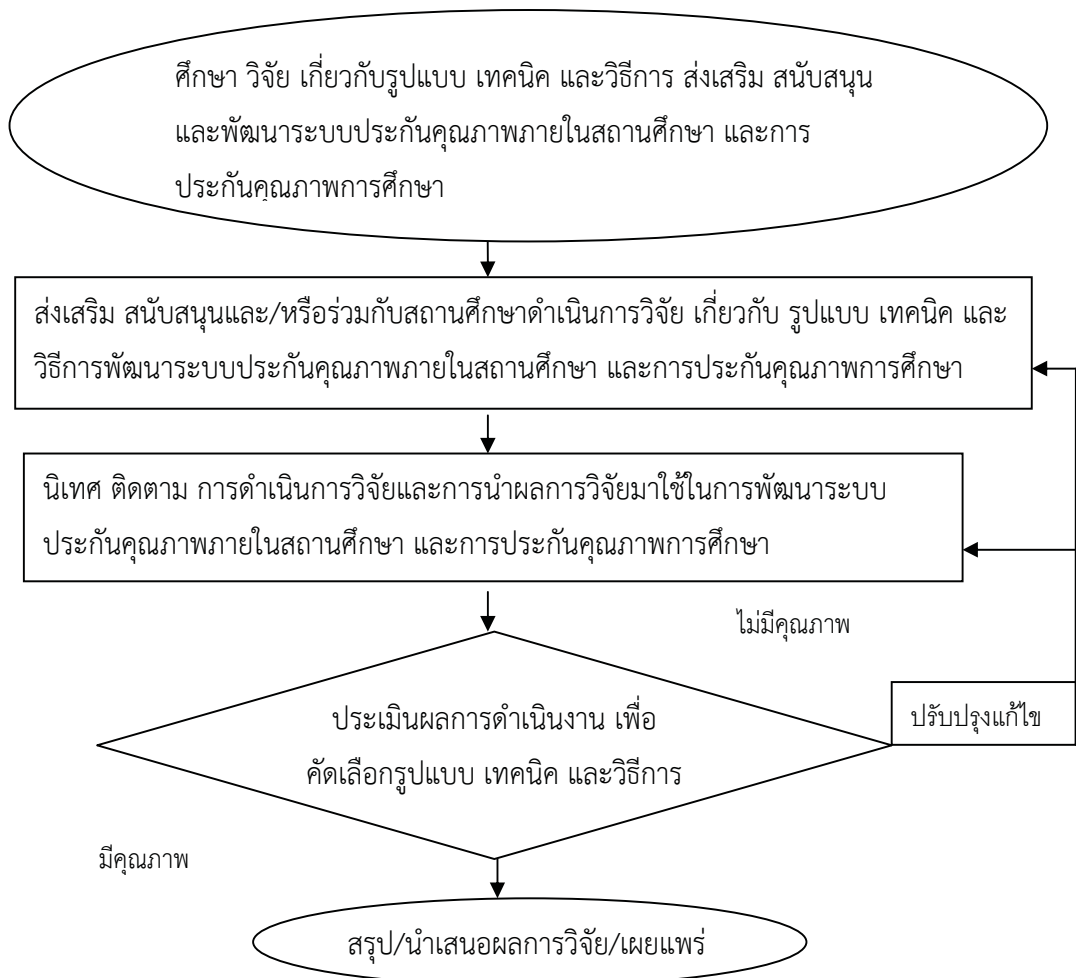 ศึกษา วิจัย เกี่ยวกับรูปแบบ เทคนิค และวิธีการ ส่งเสริม สนับสนุน
และพัฒนาระบบประกันคุณภาพภายในสถานศึกษา และการ
ประกันคุณภาพการศึกษา
ส่งเสริม สนับสนุนและ/หรือร่วมกับสถานศึกษาดำเนินการวิจัย เกี่ยวกับ รูปแบบ เทคนิค และ
วิธีการพัฒนาระบบประกันคุณภาพภายในสถานศึกษา และการประกันคุณภาพการศึกษา
นิเทศ ติดตาม การดำเนินการวิจัยและการนำผลการวิจัยมาใช้ในการพัฒนาระบบ
ประกันคุณภาพภายในสถานศึกษา และการประกันคุณภาพการศึกษา
ไม่มีคุณภาพ
ประเมินผลการดำเนินงาน เพื่อ
คัดเลือกรูปแบบ เทคนิค และวิธีการ
ปรับปรุงแก้ไข
มีคุณภาพ
สรุป/นำเสนอผลการวิจัย/เผยแพร่